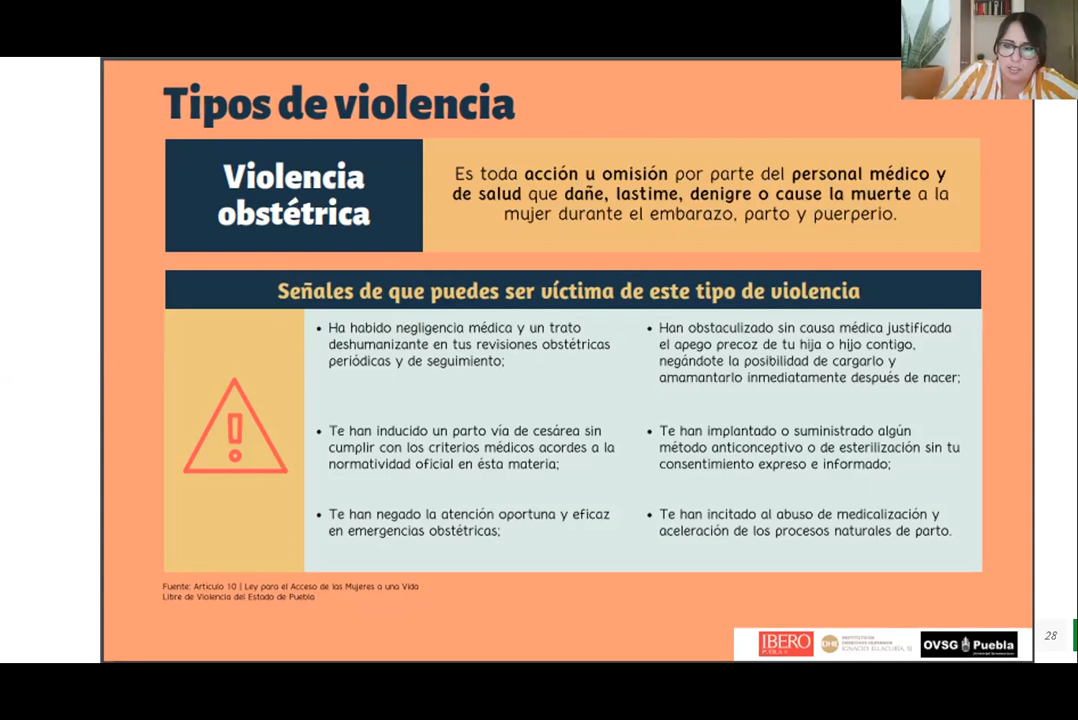 Tipos de violencia
Violencia
obstétrica
Es toda acción u omisión por parte del personal médico y
de salud que dañe, lastime, denigre o cause la muerte a la
mujer durante el embarazo, parto y puerperio.
Señales de que puedes ser víctima de este tipo de violencia
• Ha habido negligencia médica y un trato
deshumanizante en tus revisiones obstétricas
periódicas y de seguimiento;
• Te han inducido un parto vía de cesárea sin
cumplir con los criterios médicos acordes a la
normatividad oficial en ésta materia;
• Te han negado la atención oportuna y eficaz
en emergencias obstétricas;
• Han obstaculizado sin causa médica justificada
el apego precoz de tu hija o hijo contigo,
negándote la posibilidad de cargarlo y
amamantarlo inmediatamente después de nacer;
• Te han implantado o suministrado algún
método anticonceptivo o de esterilización sin tu
consentimiento expreso e informado;
• Te han incitado al abuso de medicalización y
aceleración de los procesos naturales de parto.
Fuente: Artículo 10 | Ley para el Acceso de las Mujeres a una Vida
Libre de Violencia del Estado de Puebla
IBERO
PUEBLA
INSTITUTO DE
DERECHOS HUMANOS
IGNACIO ELLACURÍA, SJ
OVSG Puebla
28